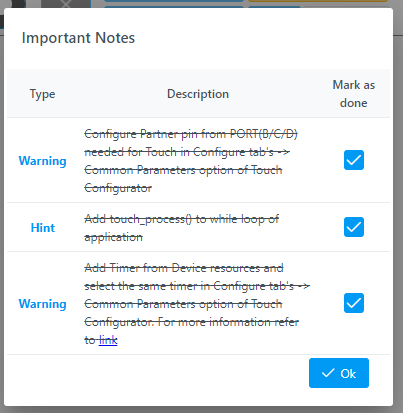 Important Notes
Type Description Mark as
done
Warning Configure Partner pin from PORT(B/C/D)
needed for Touch in Configure tab's ->
Common Parameters option of Touch
Configurator
Hint Add touch_process() to while loop of
application
Warning Add Timer from Device resources and
select the same timer in Configure tab's ->
Common Parameters option of Touch
Configurator. For more information refer
to link
Ok